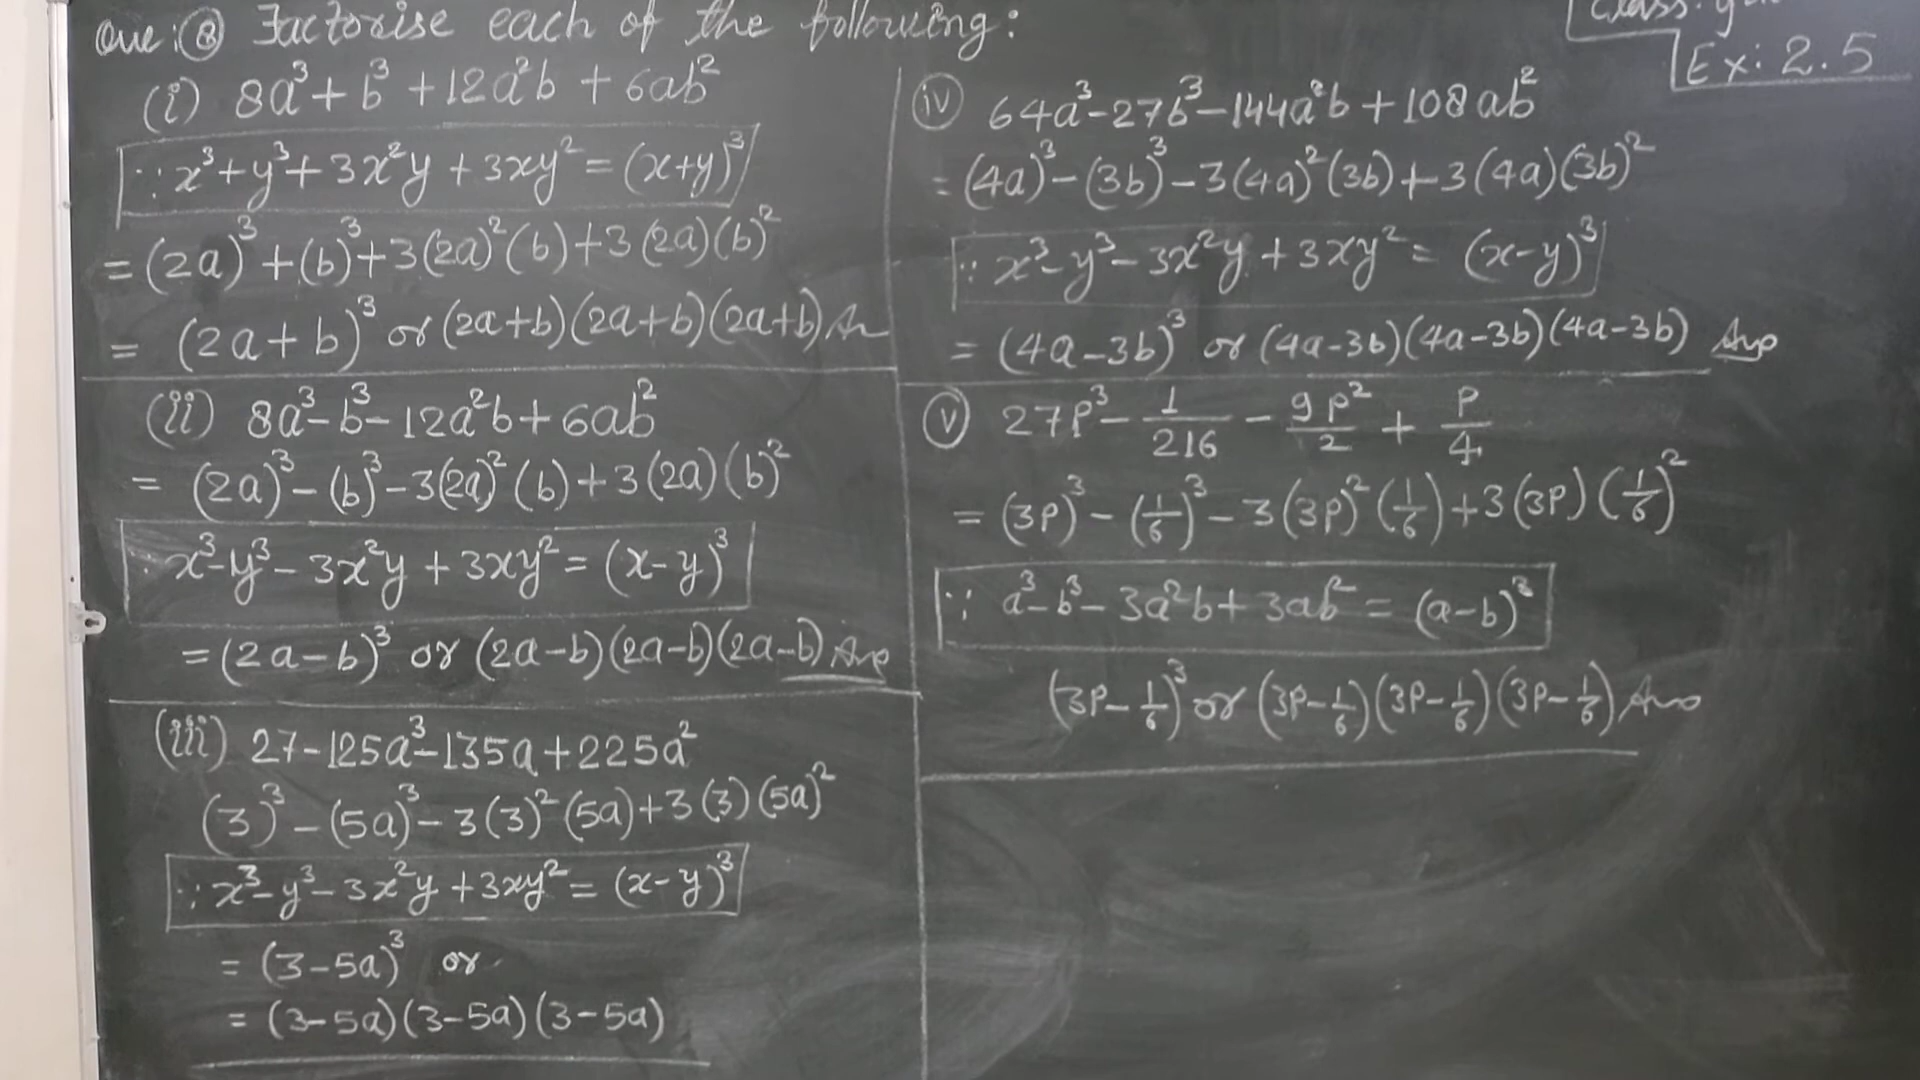 Que: ⑧ Factorise each of the following:
(i) 8a³ + b³ + 12a²b + 6ab²
∵ x³+y³+3x²y + 3xy² = (x+y)³
= (2a)³ + (b)³ + 3(2a)²(b) + 3(2a)(b)²
= (2a+b)³ or (2a+b)(2a+b)(2a+b) An
(ii) 8a³-b³-12a²b+6ab²
= (2a)³-(b)³-3(2a)²(b)+3(2a)(b)²
∵ x³-y³-3x²y + 3xy² = (x-y)³
= (2a-b)³ or (2a-b)(2a-b)(2a-b) Ans
(iii) 27-125a³-135a+225a²
(3)³-(5a)³-3(3)²(5a)+3(3)(5a)²
∵ x³-y³-3x²y+3xy² = (x-y)³
= (3-5a)³ or
= (3-5a)(3-5a)(3-5a)
Class: 9th
Ex: 2.5
(iv) 64a³-27b³-144a²b+108ab²
= (4a)³-(3b)³-3(4a)²(3b)+3(4a)(3b)²
∵ x³-y³-3x²y+3xy² = (x-y)³
= (4a-3b)³ or (4a-3b)(4a-3b)(4a-3b) Ans
(v) 27p³ - 1/216 - 9p²/2 + p/4
= (3p)³ - (1/6)³ - 3(3p)²(1/6) + 3(3p)(1/6)²
∵ a³-b³-3a²b+3ab² = (a-b)³
(3p-1/6)³ or (3p-1/6)(3p-1/6)(3p-1/6) Ans